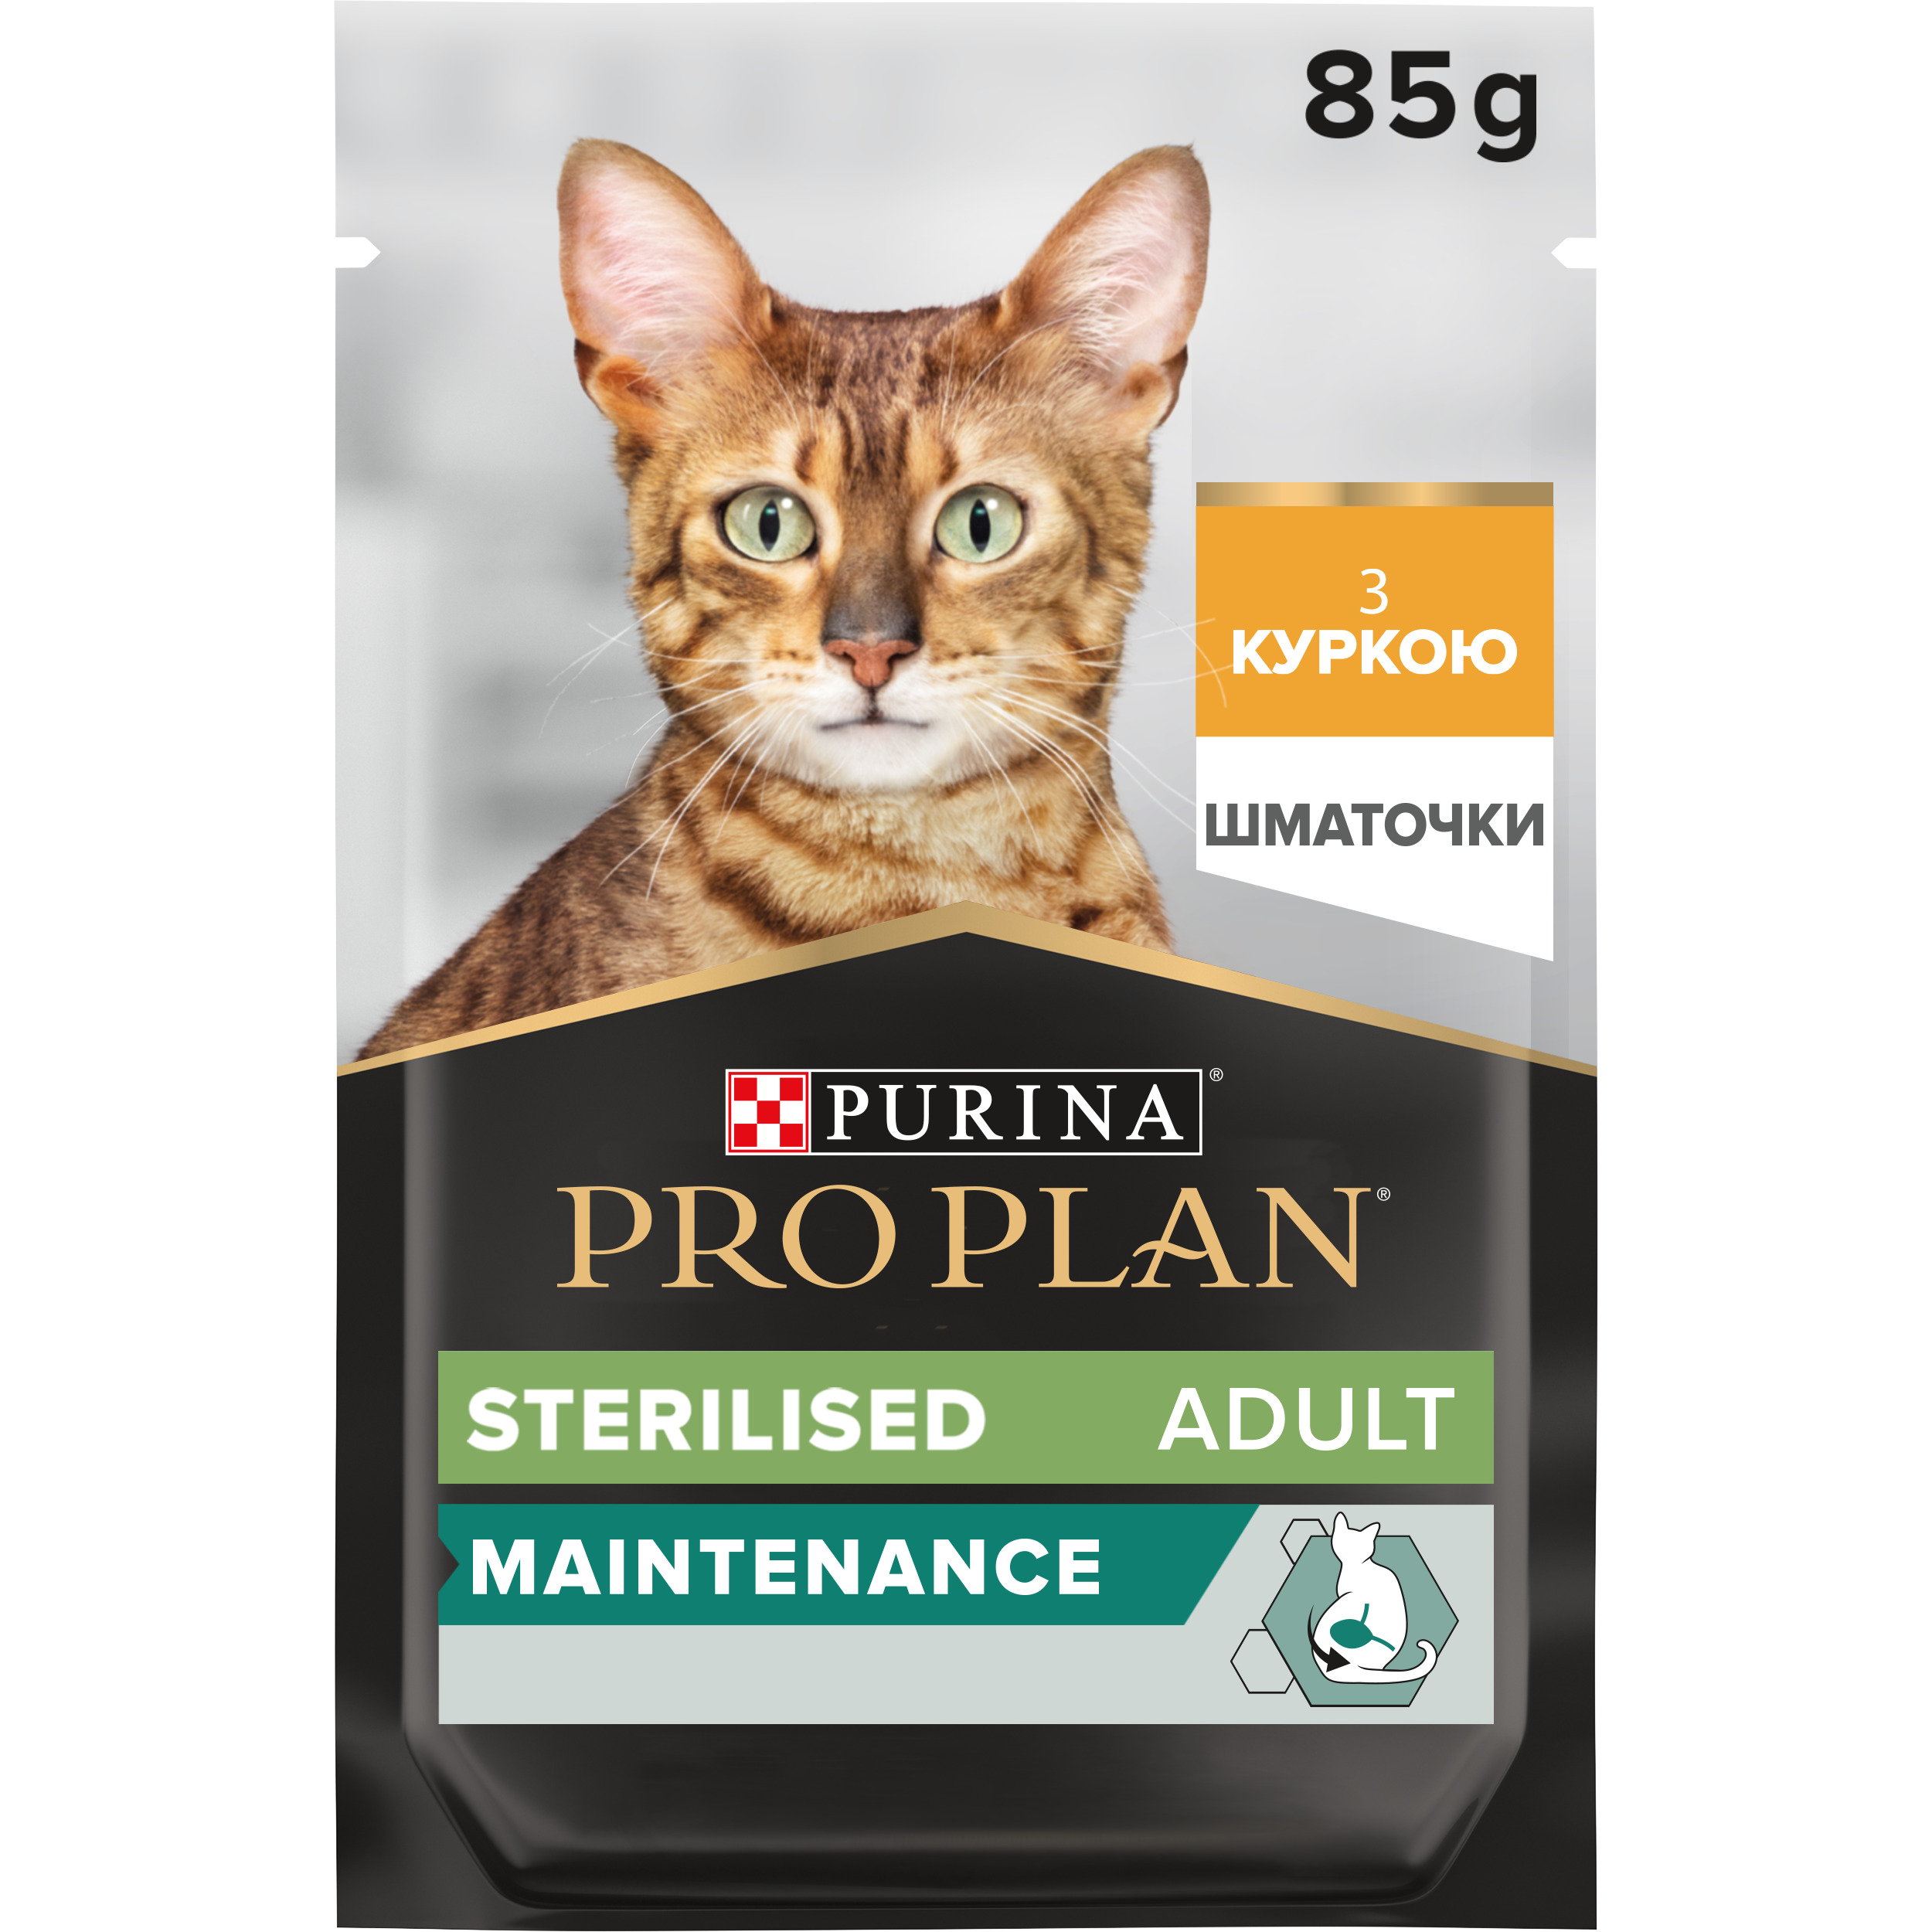 85g
З
КУРКОЮ
ШМАТОЧКИ
PURINA®
PRO PLAN®
STERILISED ADULT
MAINTENANCE